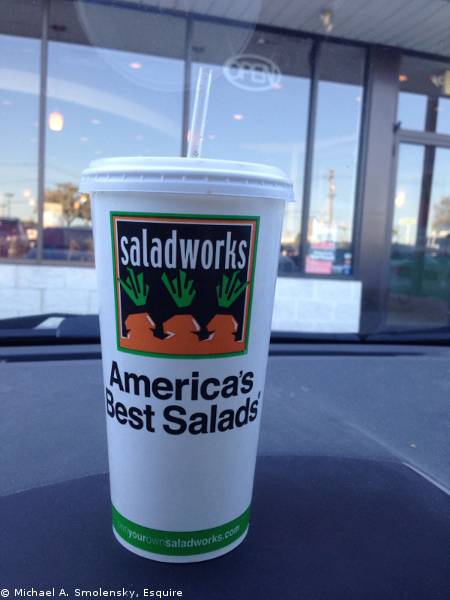 OPEN
saladworks
America's
Best Salads®
yourownsaladworks.com
© Michael A. Smolensky, Esquire